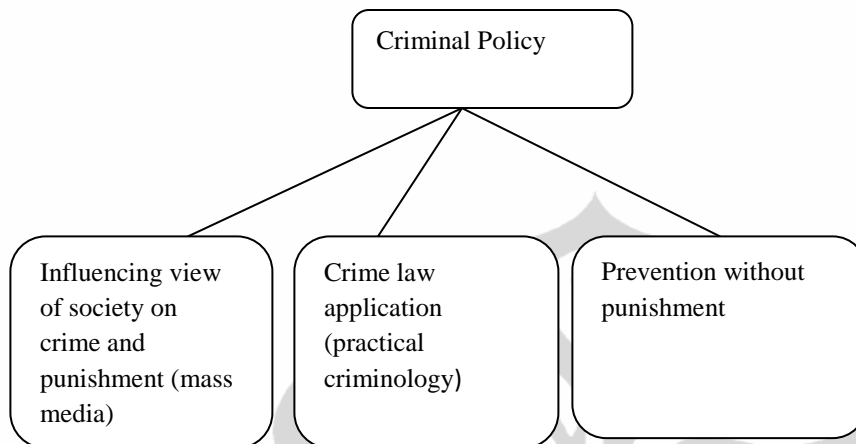 Criminal Policy
Influencing view
of society on
crime and
punishment (mass
media)
Crime law
application
(practical
criminology)
Prevention without
punishment